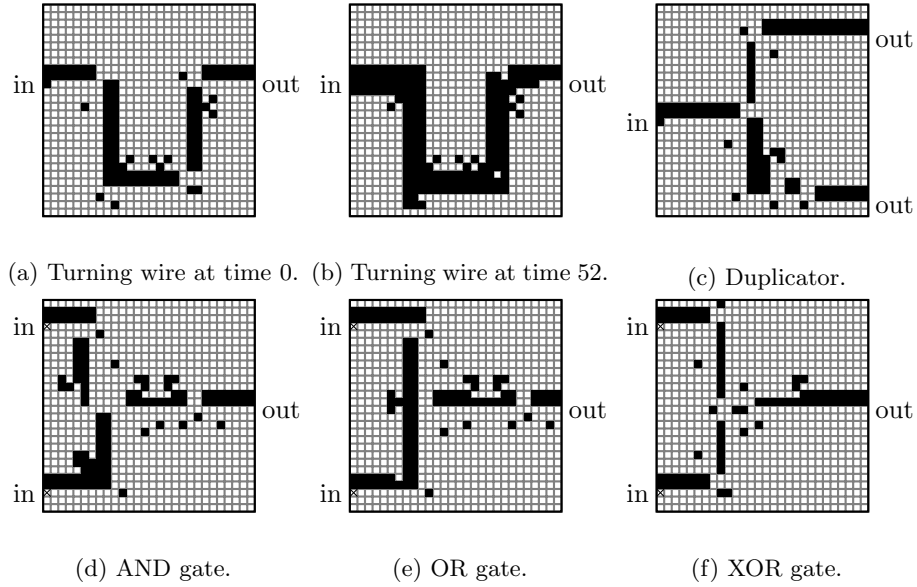 in out
in out
in out
out
(a) Turning wire at time 0. (b) Turning wire at time 52. (c) Duplicator.
in in in
out out out
in in in
(d) AND gate. (e) OR gate. (f) XOR gate.